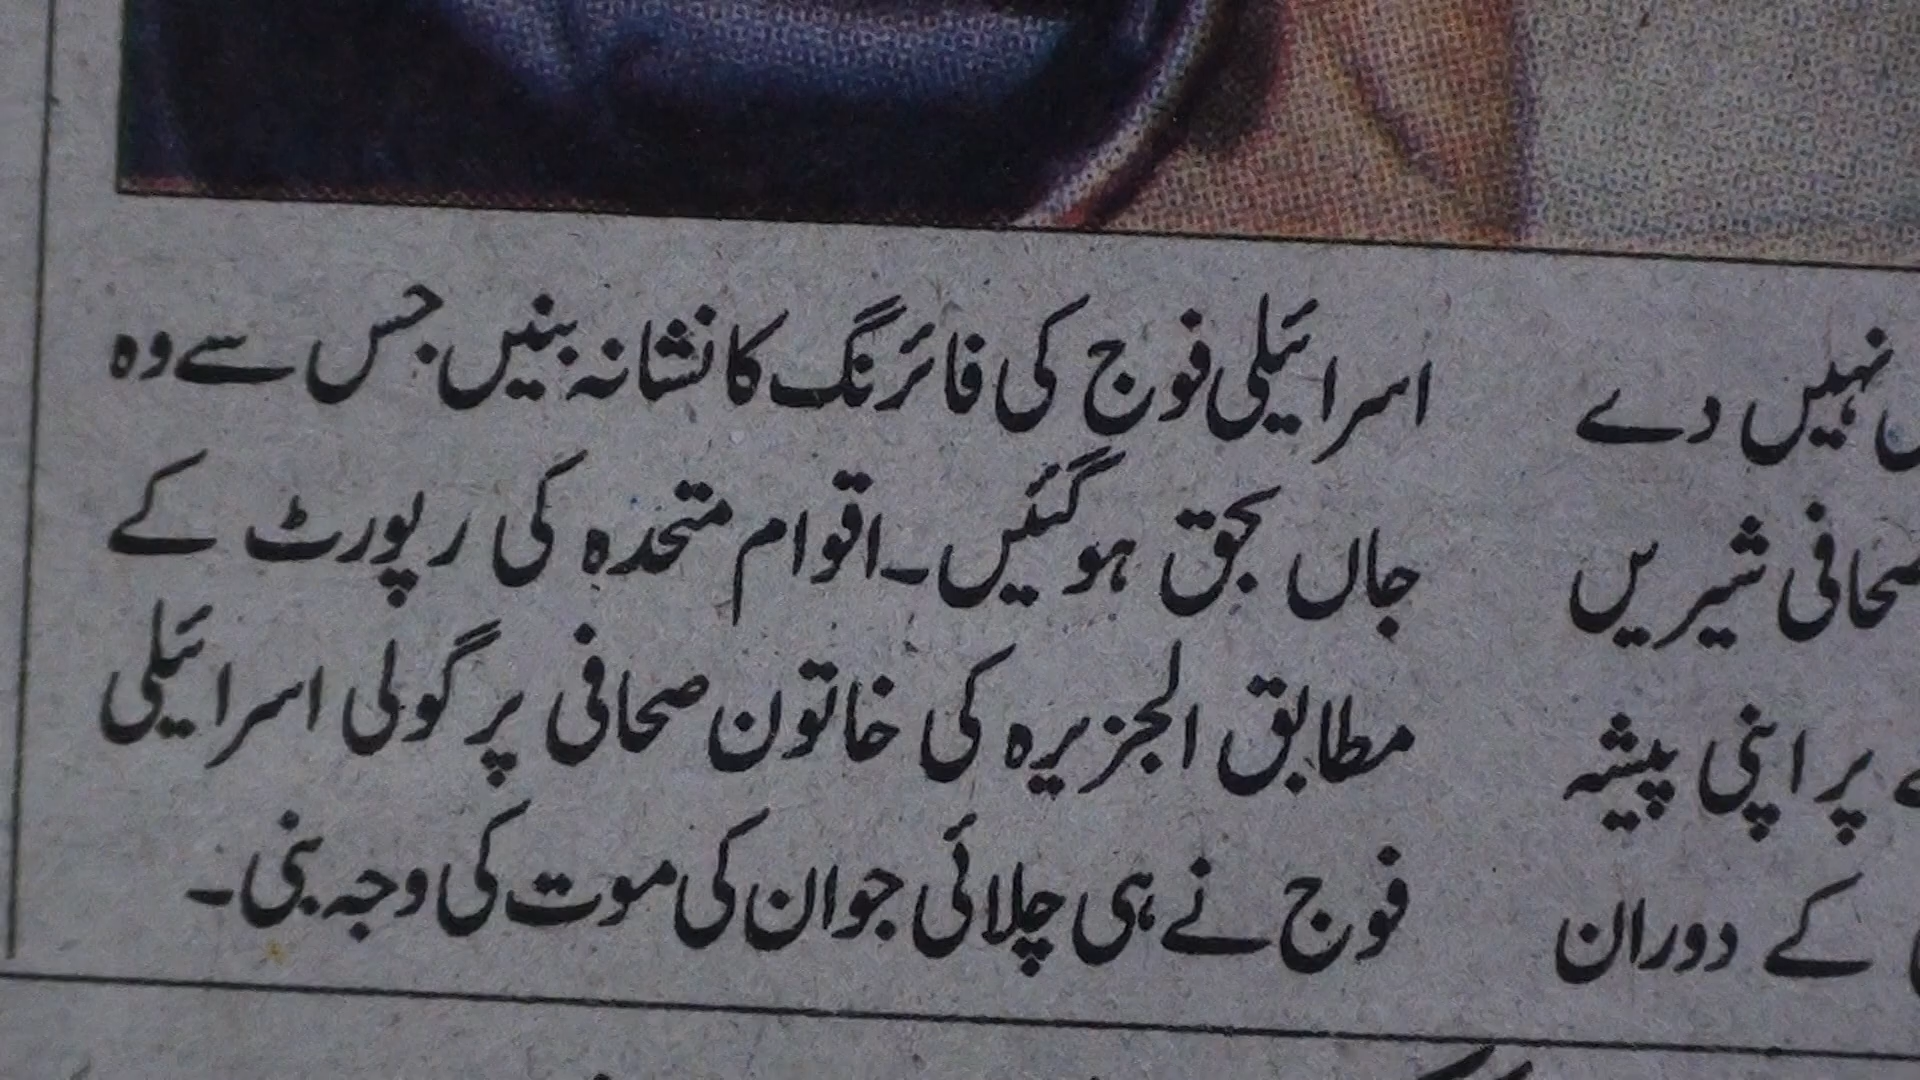 نہیں دے
صحافی شیریں
پر اپنی پیشہ
کے دوران
اسرائیلی فوج کی فائرنگ کا نشانہ بنیں جس سے وہ
جاں بحق ہوگئیں۔ اقوام متحدہ کی رپورٹ کے
مطابق الجزیرہ کی خاتون صحافی پر گولی اسرائیلی
فوج نے ہی چلائی جو ان کی موت کی وجہ بنی۔